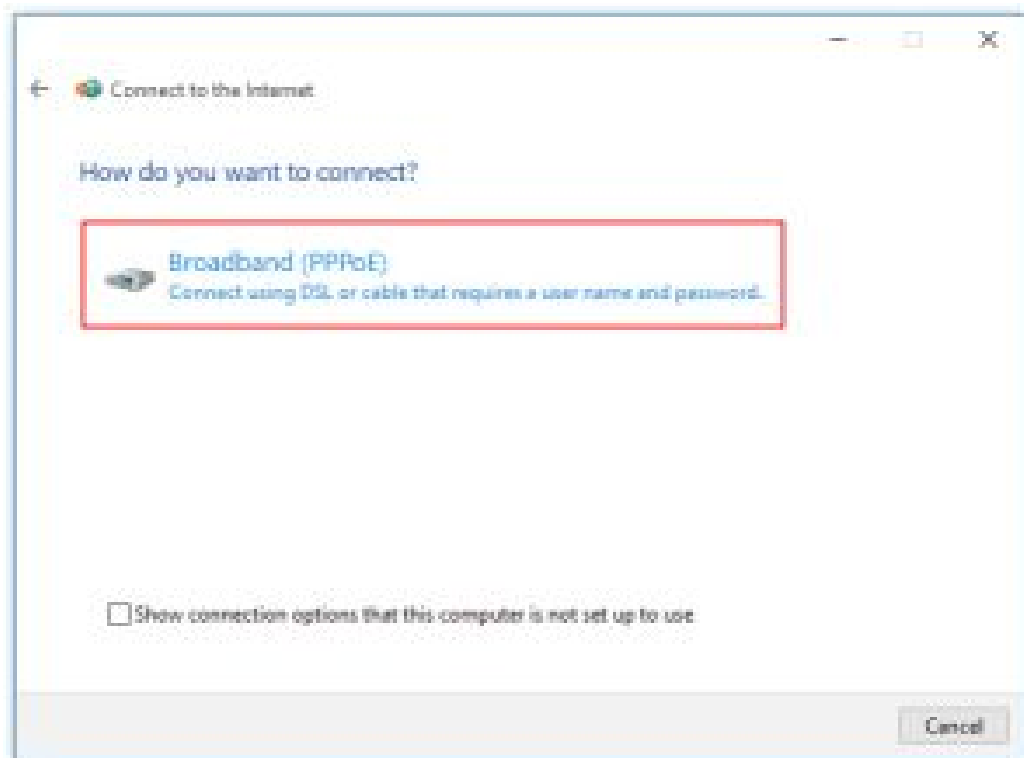 Connect to the Internet
How do you want to connect?
Broadband (PPPoE)
Connect using DSL or cable that requires a user name and password.
Show connection options that this computer is not set up to use
Cancel